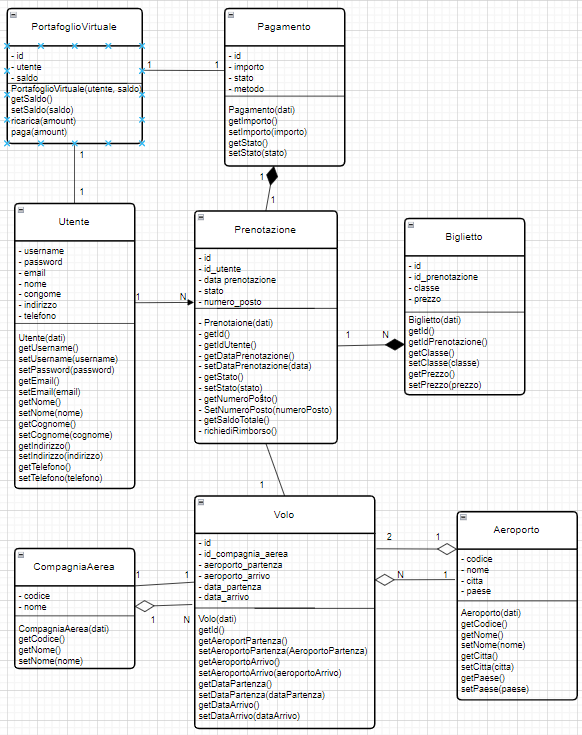 PortafoglioVirtuale
- id
- utente
- saldo
PortafoglioVirtuale(utente, saldo)
getSaldo()
setSaldo(saldo)
ricarica(amount)
paga(amount)
1
1
Pagamento
- id
- importo
- stato
- metodo
Pagamento(dati)
getImporto()
setImporto(importo)
getStato()
setStato(stato)
1
1
1
1
Utente
- username
- password
- email
- nome
- congome
- indirizzo
- telefono
Utente(dati)
getUsername()
setUsername(username)
setPassword(password)
getEmail()
setEmail(email)
getNome()
setNome(nome)
getCognome()
setCognome(cognome)
getIndirizzo()
setIndirizzo(indirizzo)
getTelefono()
setTelefono(telefono)
1
N
Prenotazione
- id
- id_utente
- data prenotazione
- stato
- numero_posto
- Prenotaione(dati)
- getId()
- getIdUtente()
- getDataPrenotazione()
- setDataPrenotazione(data)
- getStato()
- setStato(stato)
- getNumeroPosto()
- SetNumeroPosto(numeroPosto)
- getSaldoTotale()
- richiediRimborso()
1
N
Biglietto
- id
- id_prenotazione
- classe
- prezzo
Biglietto(dati)
getId()
getIdPrenotazione()
getClasse()
setClasse(classe)
getPrezzo()
setPrezzo(prezzo)
1
Volo
- id
- id_compagnia_aerea
- aeroporto_partenza
- aeroporto_arrivo
- data_partenza
- data_arrivo
Volo(dati)
getId()
getAeroportPartenza()
setAeroportoPartenza(AeroportoPartenza)
getAeroportoArrivo()
setAeroportoArrivo(aeroportoArrivo)
getDataPartenza()
setDataPartenza(dataPartenza)
getDataArrivo()
setDataArrivo(dataArrivo)
CompagniaAerea
- codice
- nome
CompagniaAerea(dati)
getCodice()
getNome()
setNome(nome)
1
1
1
N
2
1
N
1
Aeroporto
- codice
- nome
- citta
- paese
Aeroporto(dati)
getCodice()
getNome()
setNome(nome)
getCitta()
setCitta(citta)
getPaese()
setPaese(paese)